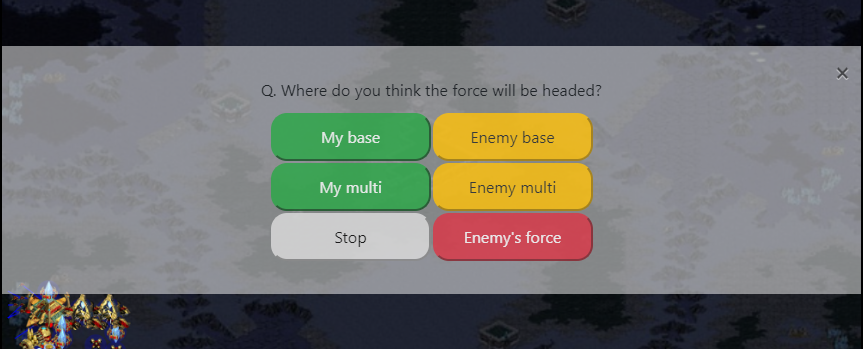 Q. Where do you think the force will be headed?
My base
Enemy base
My multi
Enemy multi
Stop
Enemy's force